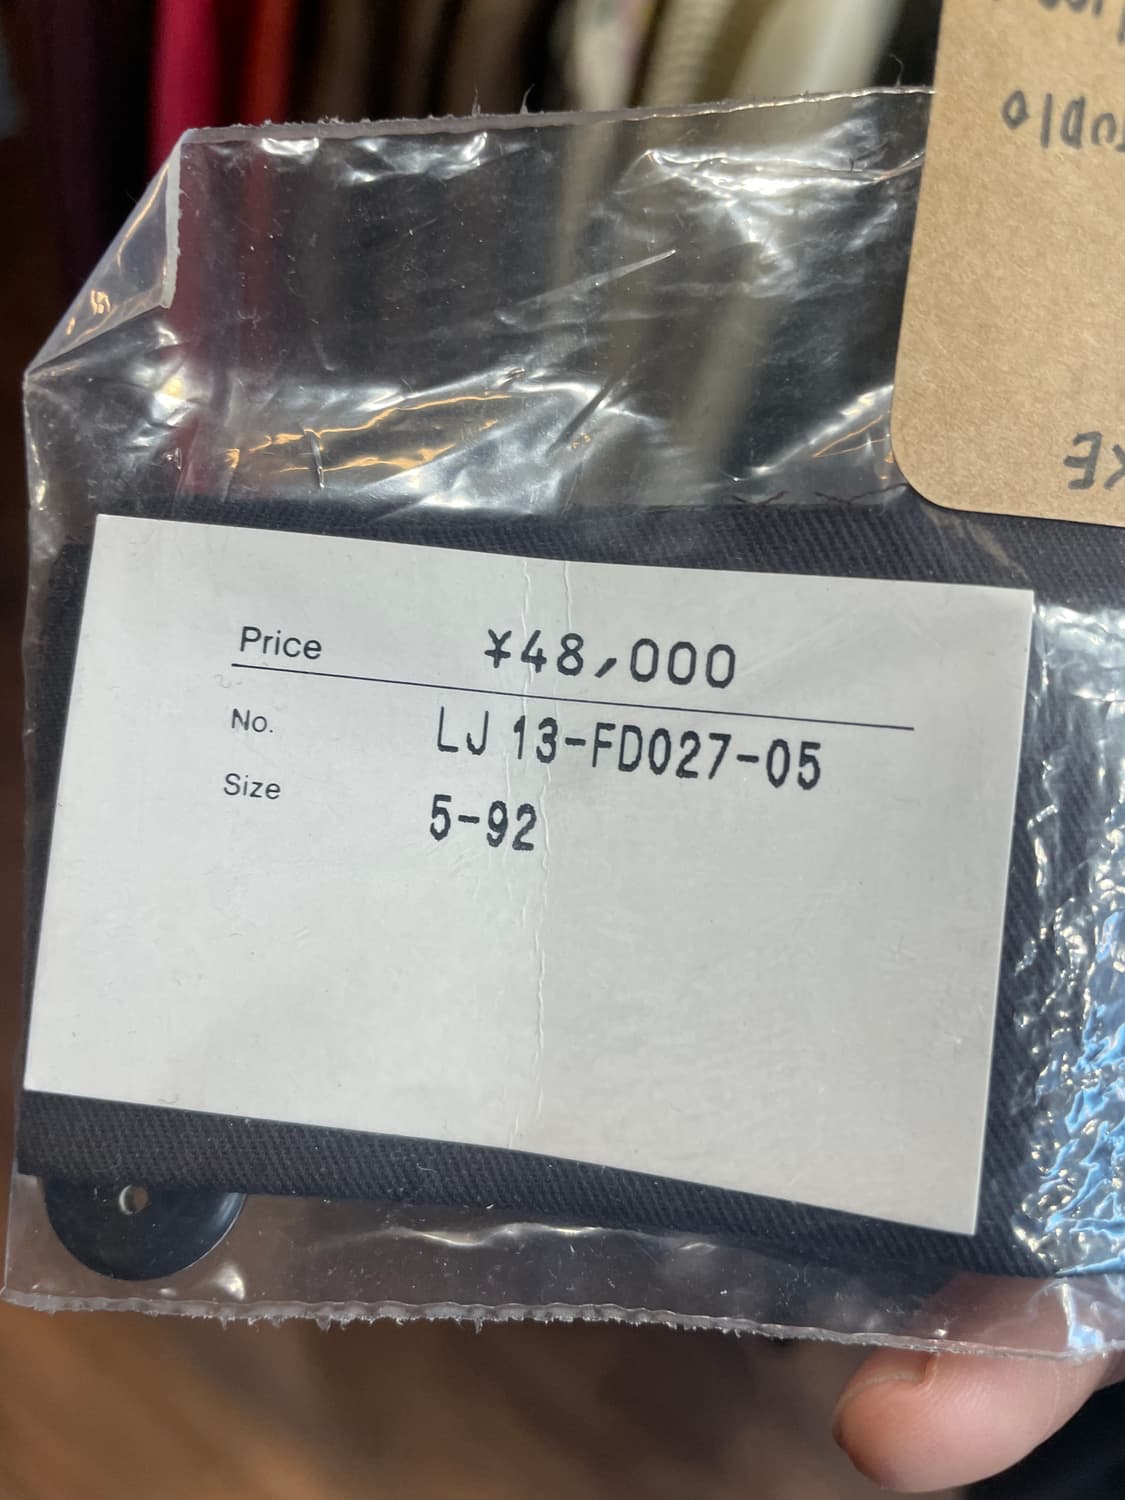 Price ¥48,000
No. LJ 13-FD027-05
Size 5-92